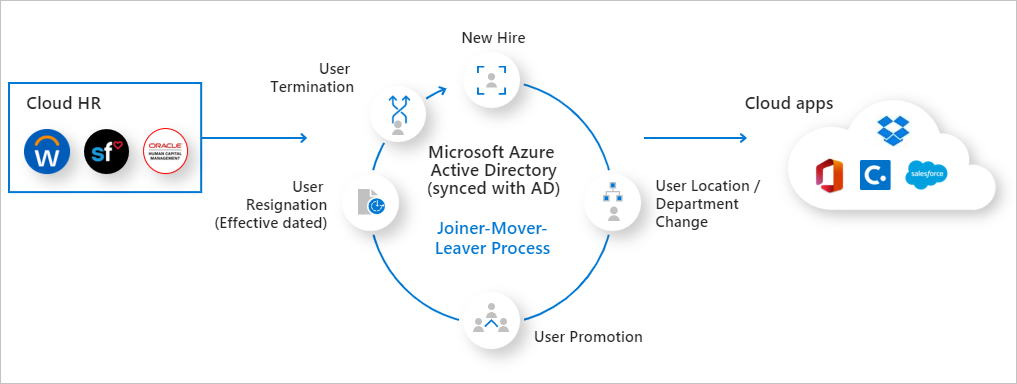 New Hire
User
Termination
Cloud HR
W
sf
ORACLE
HUMAN CAPITAL
MANAGEMENT
Cloud apps
Microsoft Azure
Active Directory
(synced with AD)
User
Resignation
(Effective dated)
User Location /
Department
Change
C.
salesforce
Joiner-Mover-
Leaver Process
User Promotion